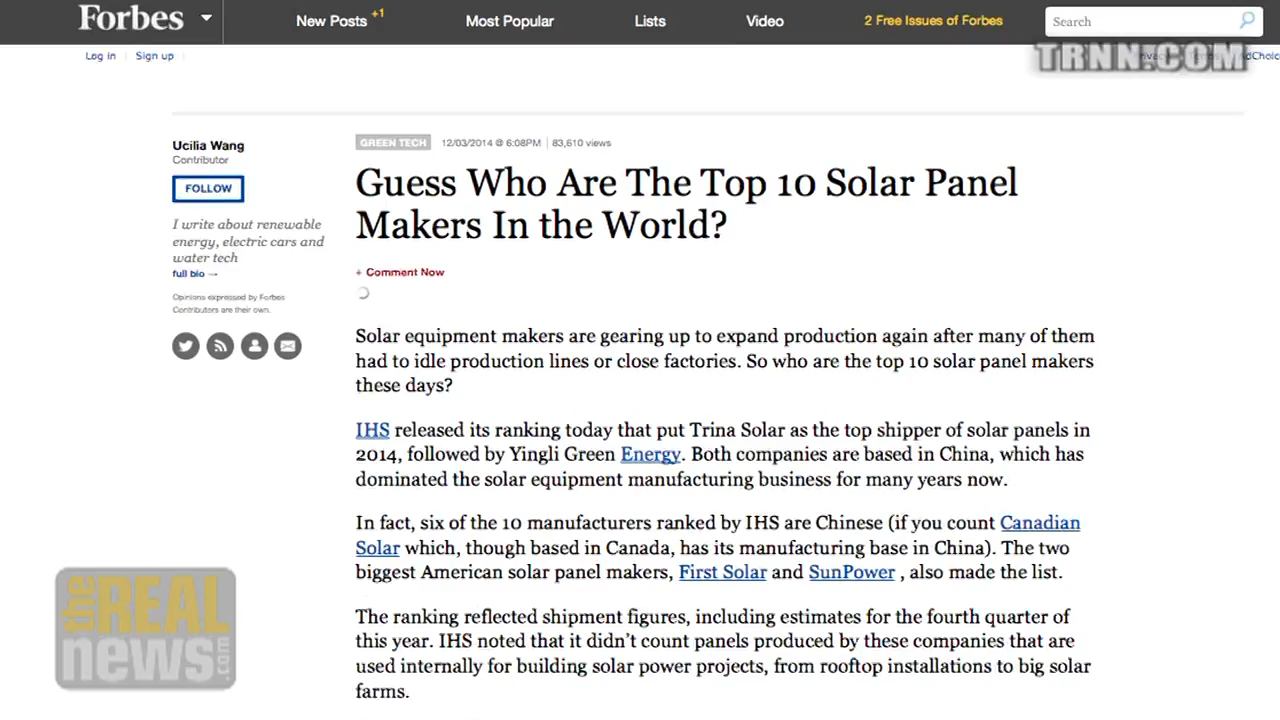 Forbes
New Posts +1
Most Popular
Lists
Video
2 Free Issues of Forbes
Search
Log in
Sign up
TRNN.COM
AdChoic
Ucilia Wang
Contributor
FOLLOW
I write about renewable
energy, electric cars and
water tech
full bio →
Opinions expressed by Forbes
Contributors are their own.
GREEN TECH 12/03/2014 @ 6:08PM | 83,610 views
Guess Who Are The Top 10 Solar Panel
Makers In the World?
+ Comment Now
Solar equipment makers are gearing up to expand production again after many of them
had to idle production lines or close factories. So who are the top 10 solar panel makers
these days?
IHS released its ranking today that put Trina Solar as the top shipper of solar panels in
2014, followed by Yingli Green Energy. Both companies are based in China, which has
dominated the solar equipment manufacturing business for many years now.
In fact, six of the 10 manufacturers ranked by IHS are Chinese (if you count Canadian
Solar which, though based in Canada, has its manufacturing base in China). The two
biggest American solar panel makers, First Solar and SunPower , also made the list.
The ranking reflected shipment figures, including estimates for the fourth quarter of
this year. IHS noted that it didn't count panels produced by these companies that are
used internally for building solar power projects, from rooftop installations to big solar
farms.
the REAL
news.com